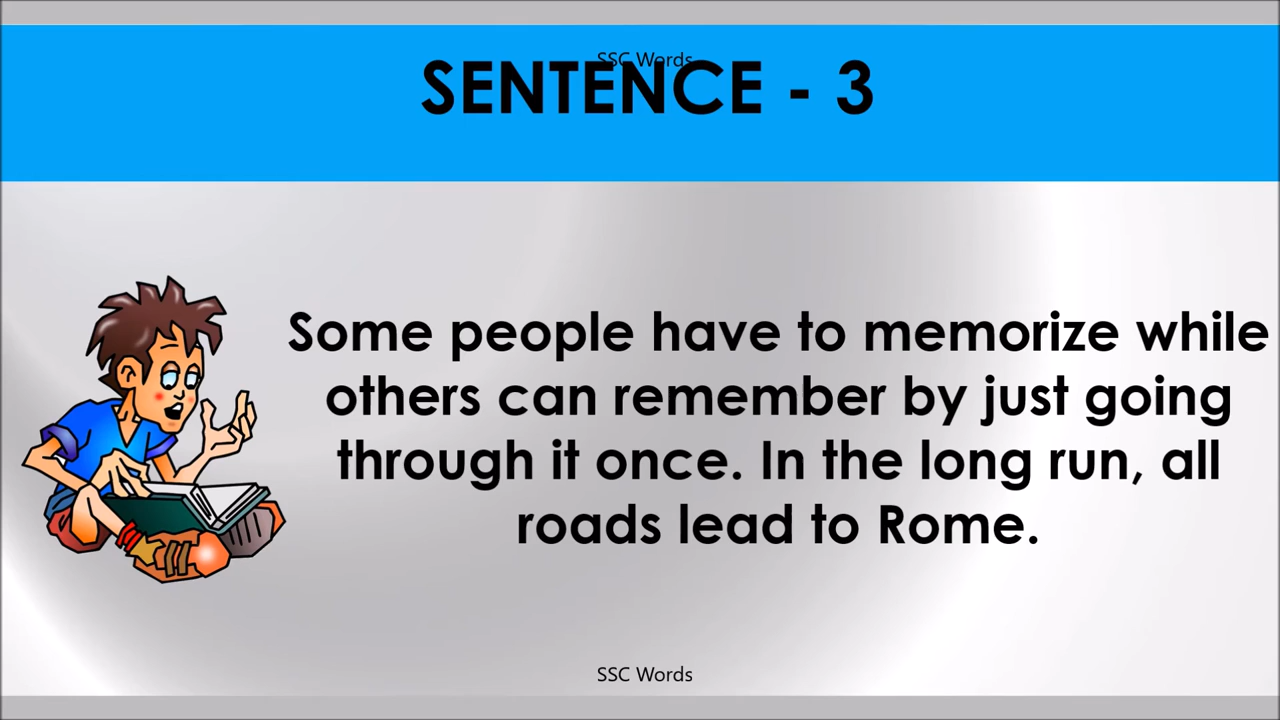 SSC Words
SENTENCE - 3
Some people have to memorize while
others can remember by just going
through it once. In the long run, all
roads lead to Rome.
SSC Words